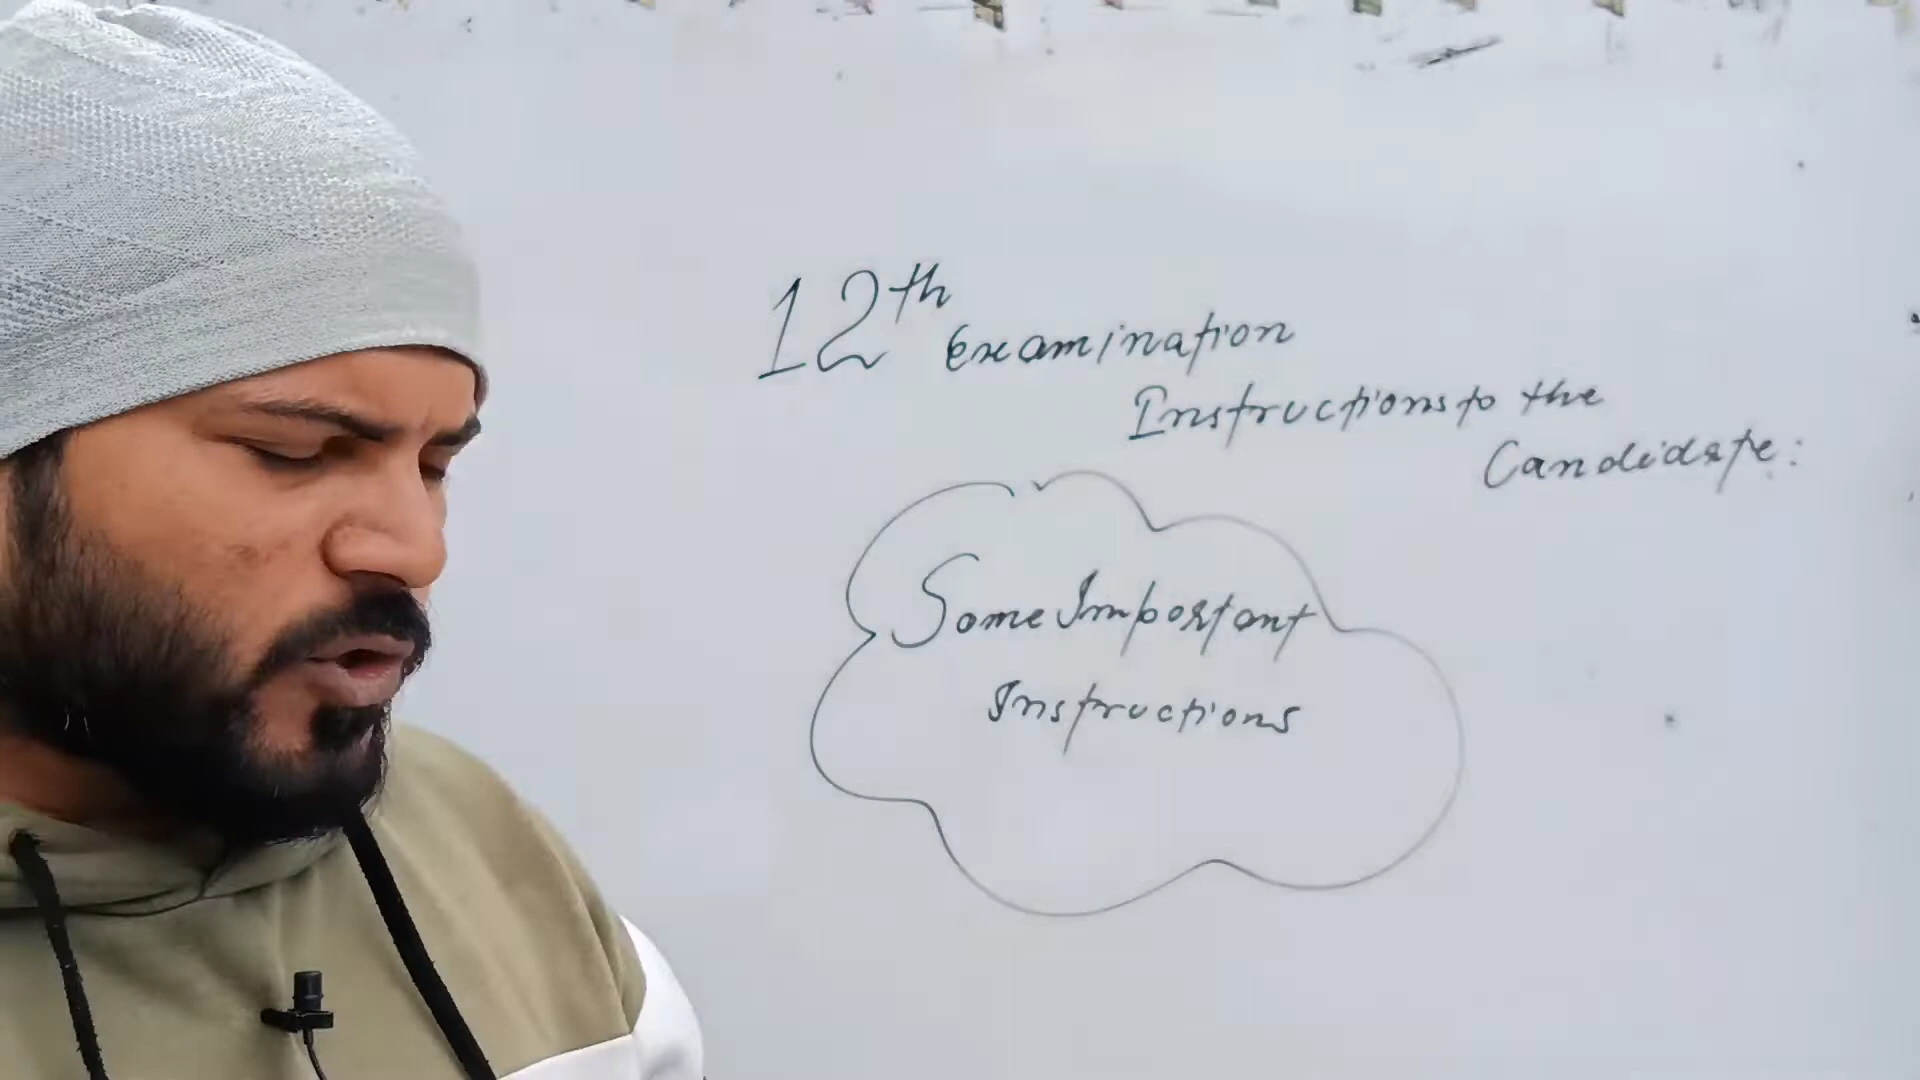 12th Examination
Instructions to the
Candidate:
Some Important
Instructions